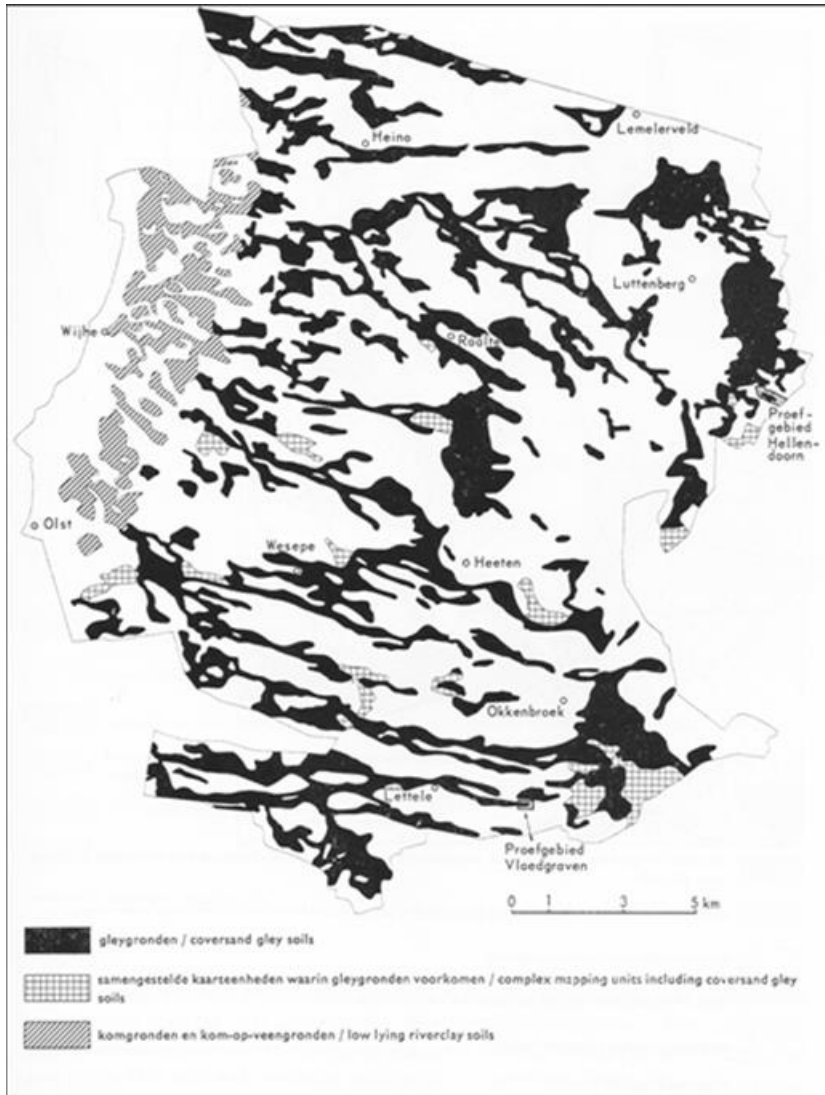 Heino
Lemelerveld
Luttenberg
Wijhe
Raalte
Proef-
gebied
Hellen-
doorn
Olst
Wesepe
Heeten
Okkenbroek
Lettele
Proefgebied
Vloedgraven
0 1 3 5 km
gleygronden / coversand gley soils
samengestelde kaarteenheden waarin gleygronden voorkomen / complex mapping units including coversand gley
soils
komgronden en kom-op-veengronden / low lying riverclay soils